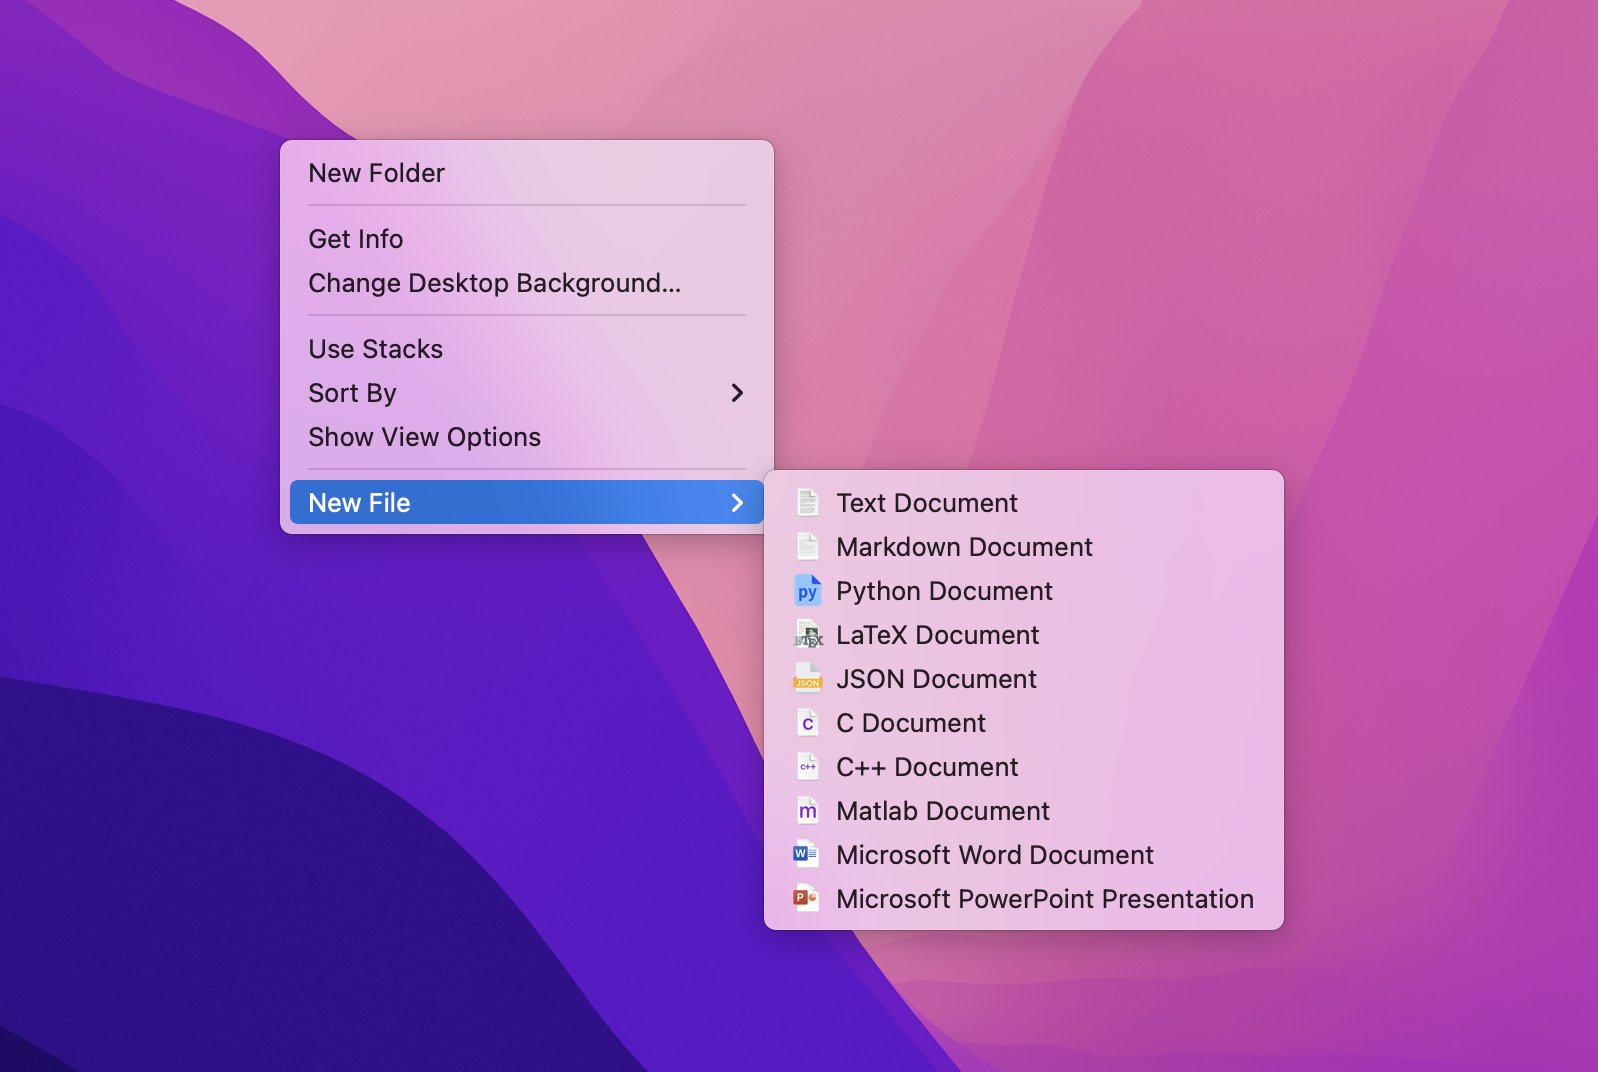 New Folder
Get Info
Change Desktop Background...
Use Stacks
Sort By
Show View Options
New File
Text Document
Markdown Document
py Python Document
LaTeX Document
JSON JSON Document
C C Document
C++ C++ Document
m Matlab Document
W Microsoft Word Document
P Microsoft PowerPoint Presentation